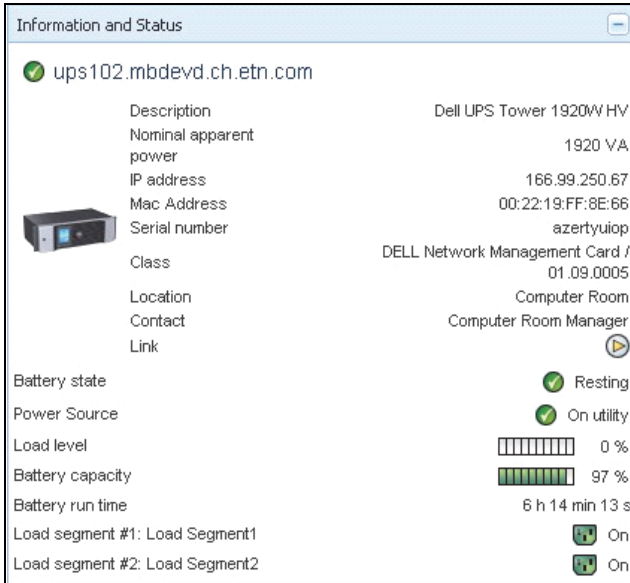 Information and Status
ups102.mbdevd.ch.etn.com
Description Dell UPS Tower 1920W HV
Nominal apparent
power 1920 VA
IP address 166.99.250.67
Mac Address 00:22:19:FF:8E:66
Serial number azertyuiop
Class DELL Network Management Card /
01.09.0005
Location Computer Room
Contact Computer Room Manager
Link
Battery state Resting
Power Source On utility
Load level 0 %
Battery capacity 97 %
Battery run time 6 h 14 min 13 s
Load segment #1: Load Segment1 On
Load segment #2: Load Segment2 On